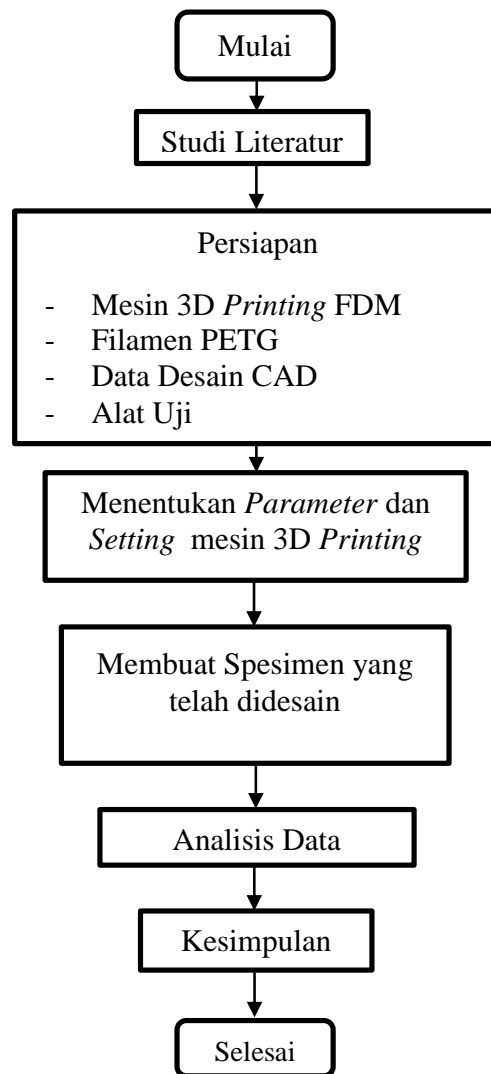 Mulai
Studi Literatur
Persiapan
- Mesin 3D Printing FDM
- Filamen PETG
- Data Desain CAD
- Alat Uji
Menentukan Parameter dan
Setting mesin 3D Printing
Membuat Spesimen yang
telah didesain
Analisis Data
Kesimpulan
Selesai